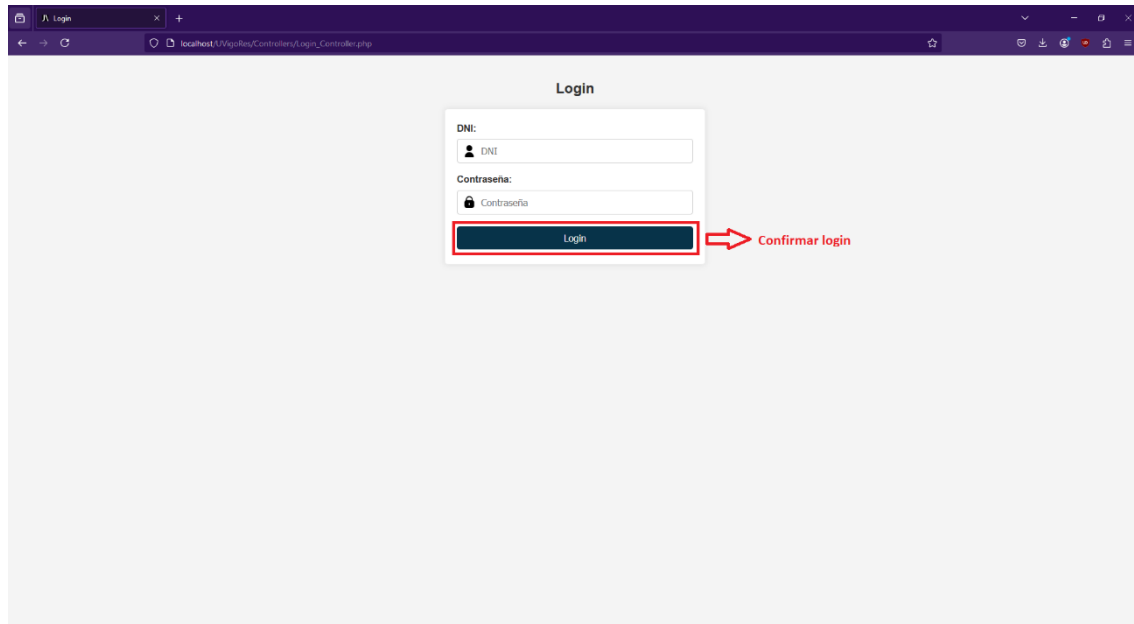 Login
localhost/UVigoRes/Controllers/Login_Controller.php
Login
DNI:
DNI
Contraseña:
Contraseña
Login
Confirmar login